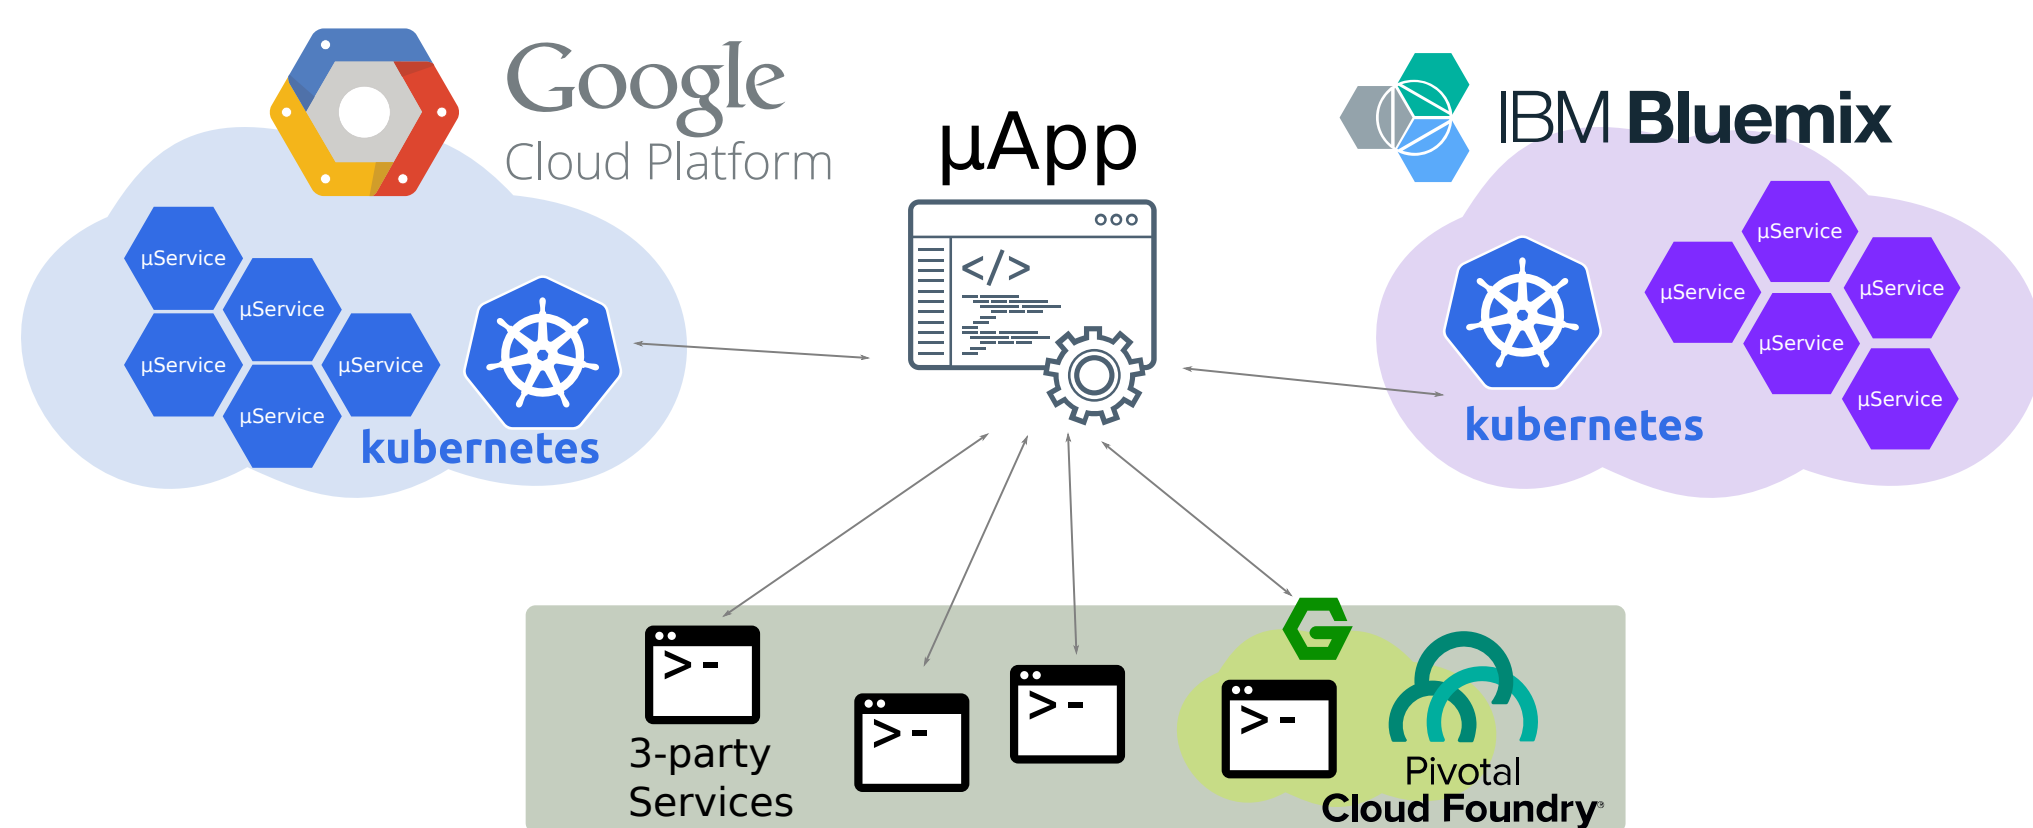 Google
Cloud Platform
µApp
IBM Bluemix
</>
µService
µService
µService
µService
µService
kubernetes
µService
µService
µService
µService
µService
kubernetes
>-
>-
>-
>-
3-party
Services
G
Pivotal
Cloud Foundry